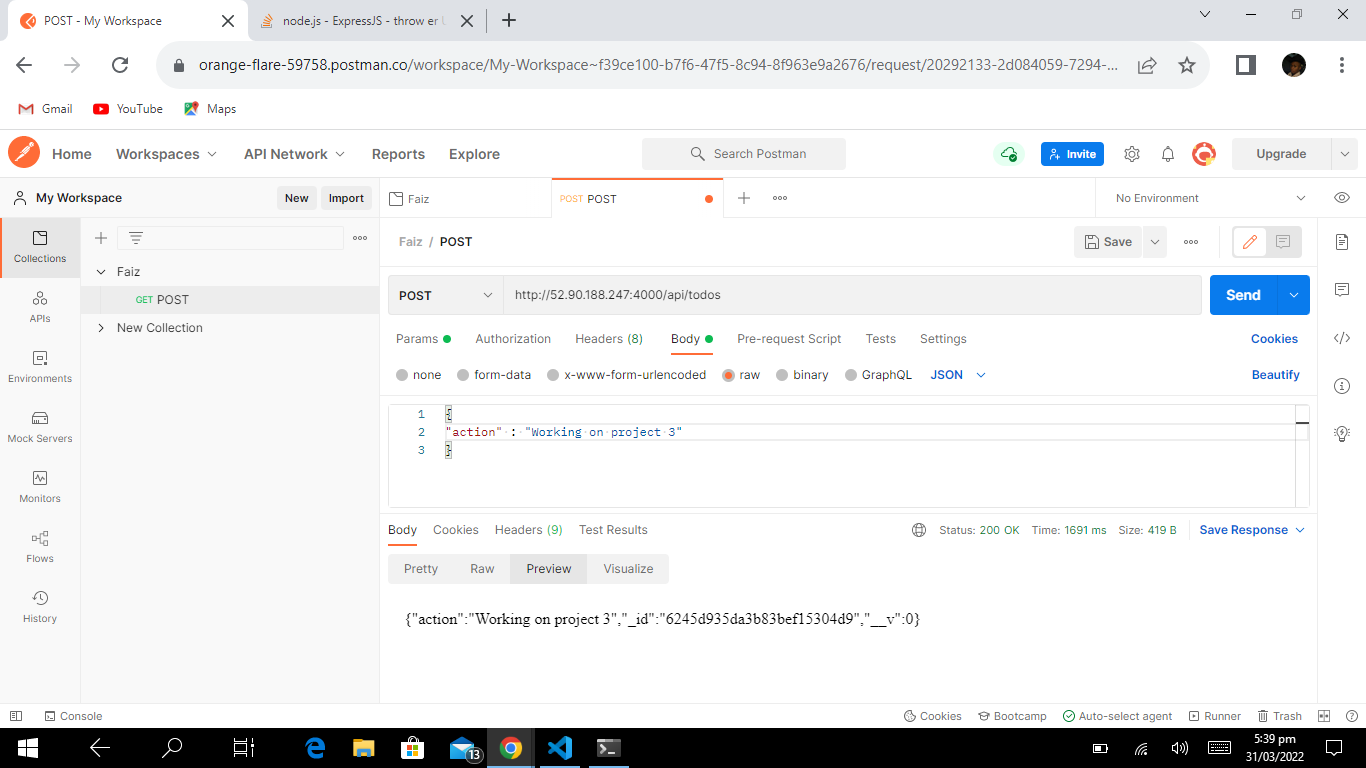 POST - My Workspace
node.js - ExpressJS - throw er U
orange-flare-59758.postman.co/workspace/My-Workspace~f39ce100-b7f6-47f5-8c94-8f963e9a2676/request/20292133-2d084059-7294-...
Gmail YouTube Maps
Home Workspaces API Network Reports Explore Search Postman Invite Upgrade
My Workspace New Import Faiz POST POST No Environment
Collections
Faiz / POST Save
Faiz
GET POST
New Collection
APIs
Environments
Mock Servers
Monitors
Flows
History
POST http://52.90.188.247:4000/api/todos Send
Params Authorization Headers (8) Body Pre-request Script Tests Settings Cookies
none form-data x-www-form-urlencoded raw binary GraphQL JSON Beautify
1 {
2 "action" : "Working on project 3"
3 }
Body Cookies Headers (9) Test Results Status: 200 OK Time: 1691 ms Size: 419 B Save Response
Pretty Raw Preview Visualize
{"action":"Working on project 3","_id":"6245d935da3b83bef15304d9","__v":0}
Console Cookies Bootcamp Auto-select agent Runner Trash
13
5:39 pm
31/03/2022